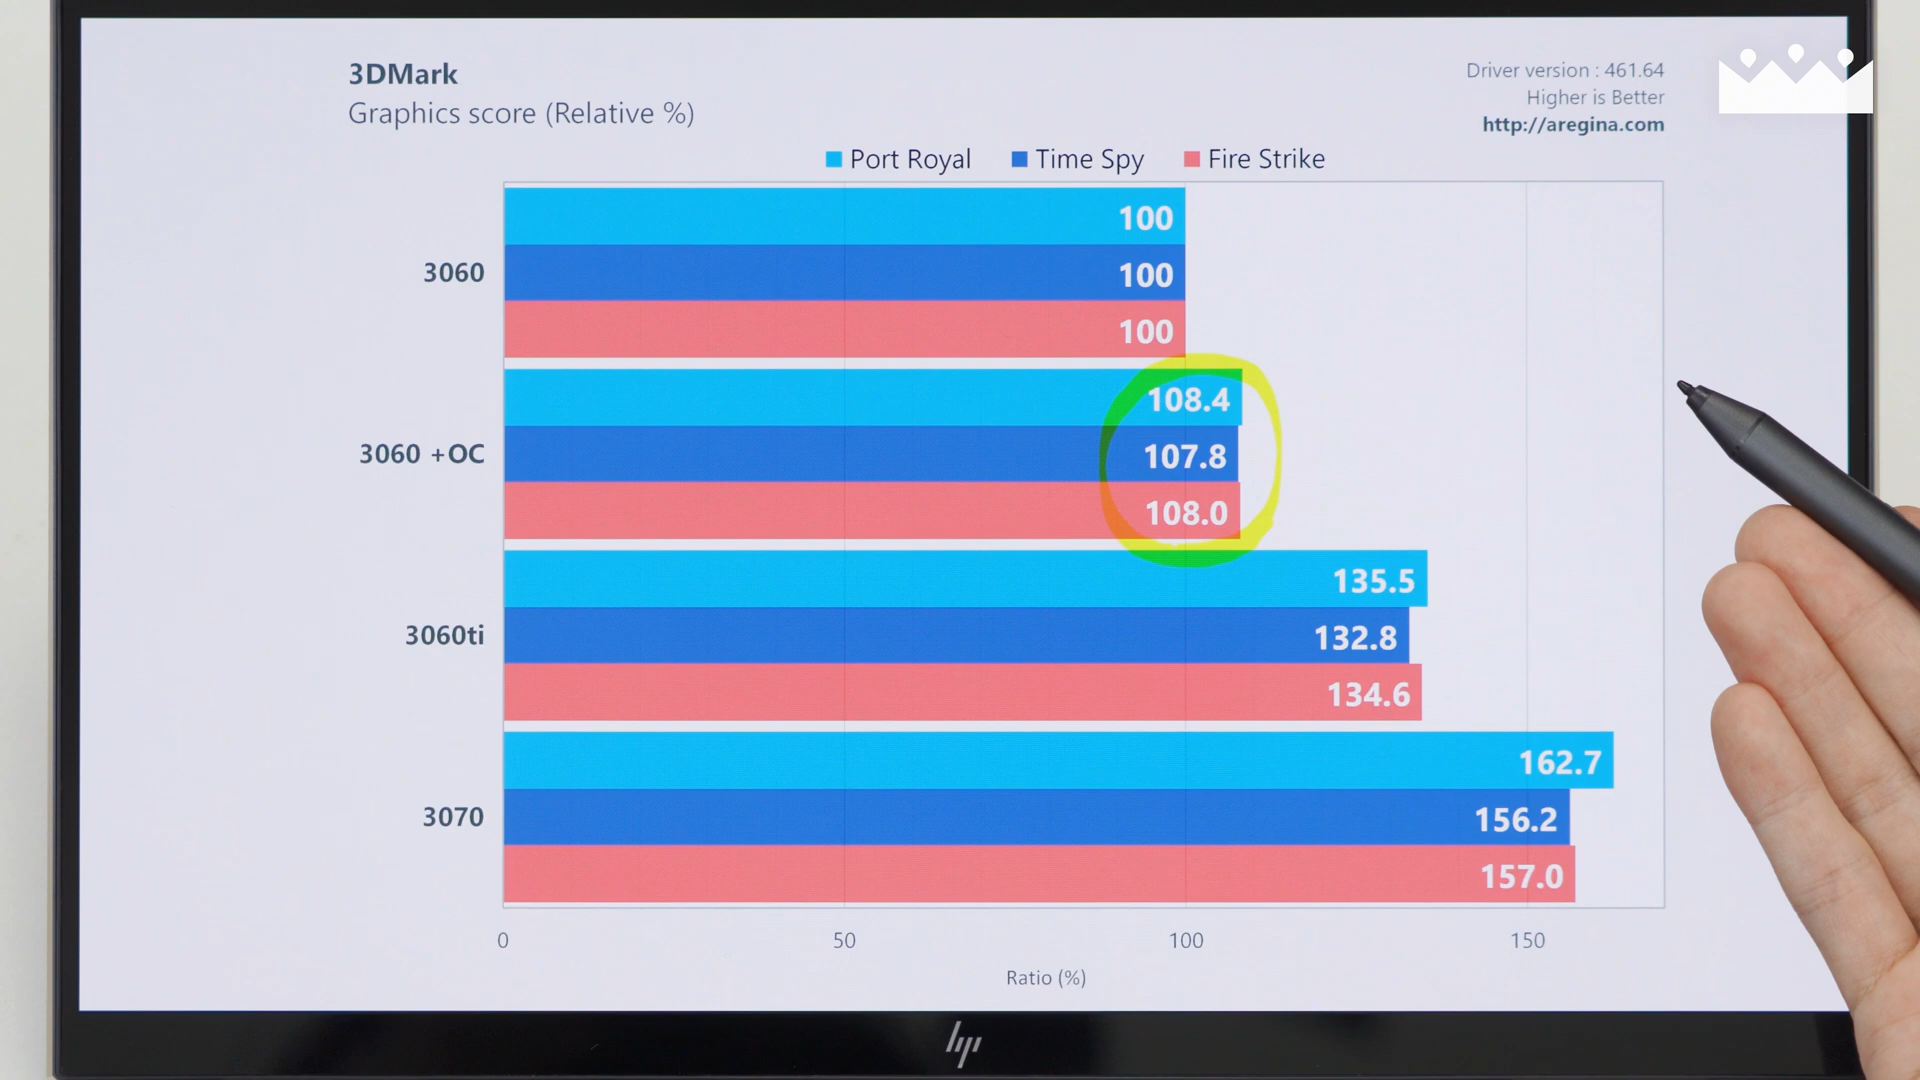 3DMark
Graphics score (Relative %)
Driver version : 461.64
Higher is Better
http://aregina.com
Port Royal
Time Spy
Fire Strike
3060
100
100
100
3060 +OC
108.4
107.8
108.0
3060ti
135.5
132.8
134.6
3070
162.7
156.2
157.0
0
50
100
150
Ratio (%)
hp